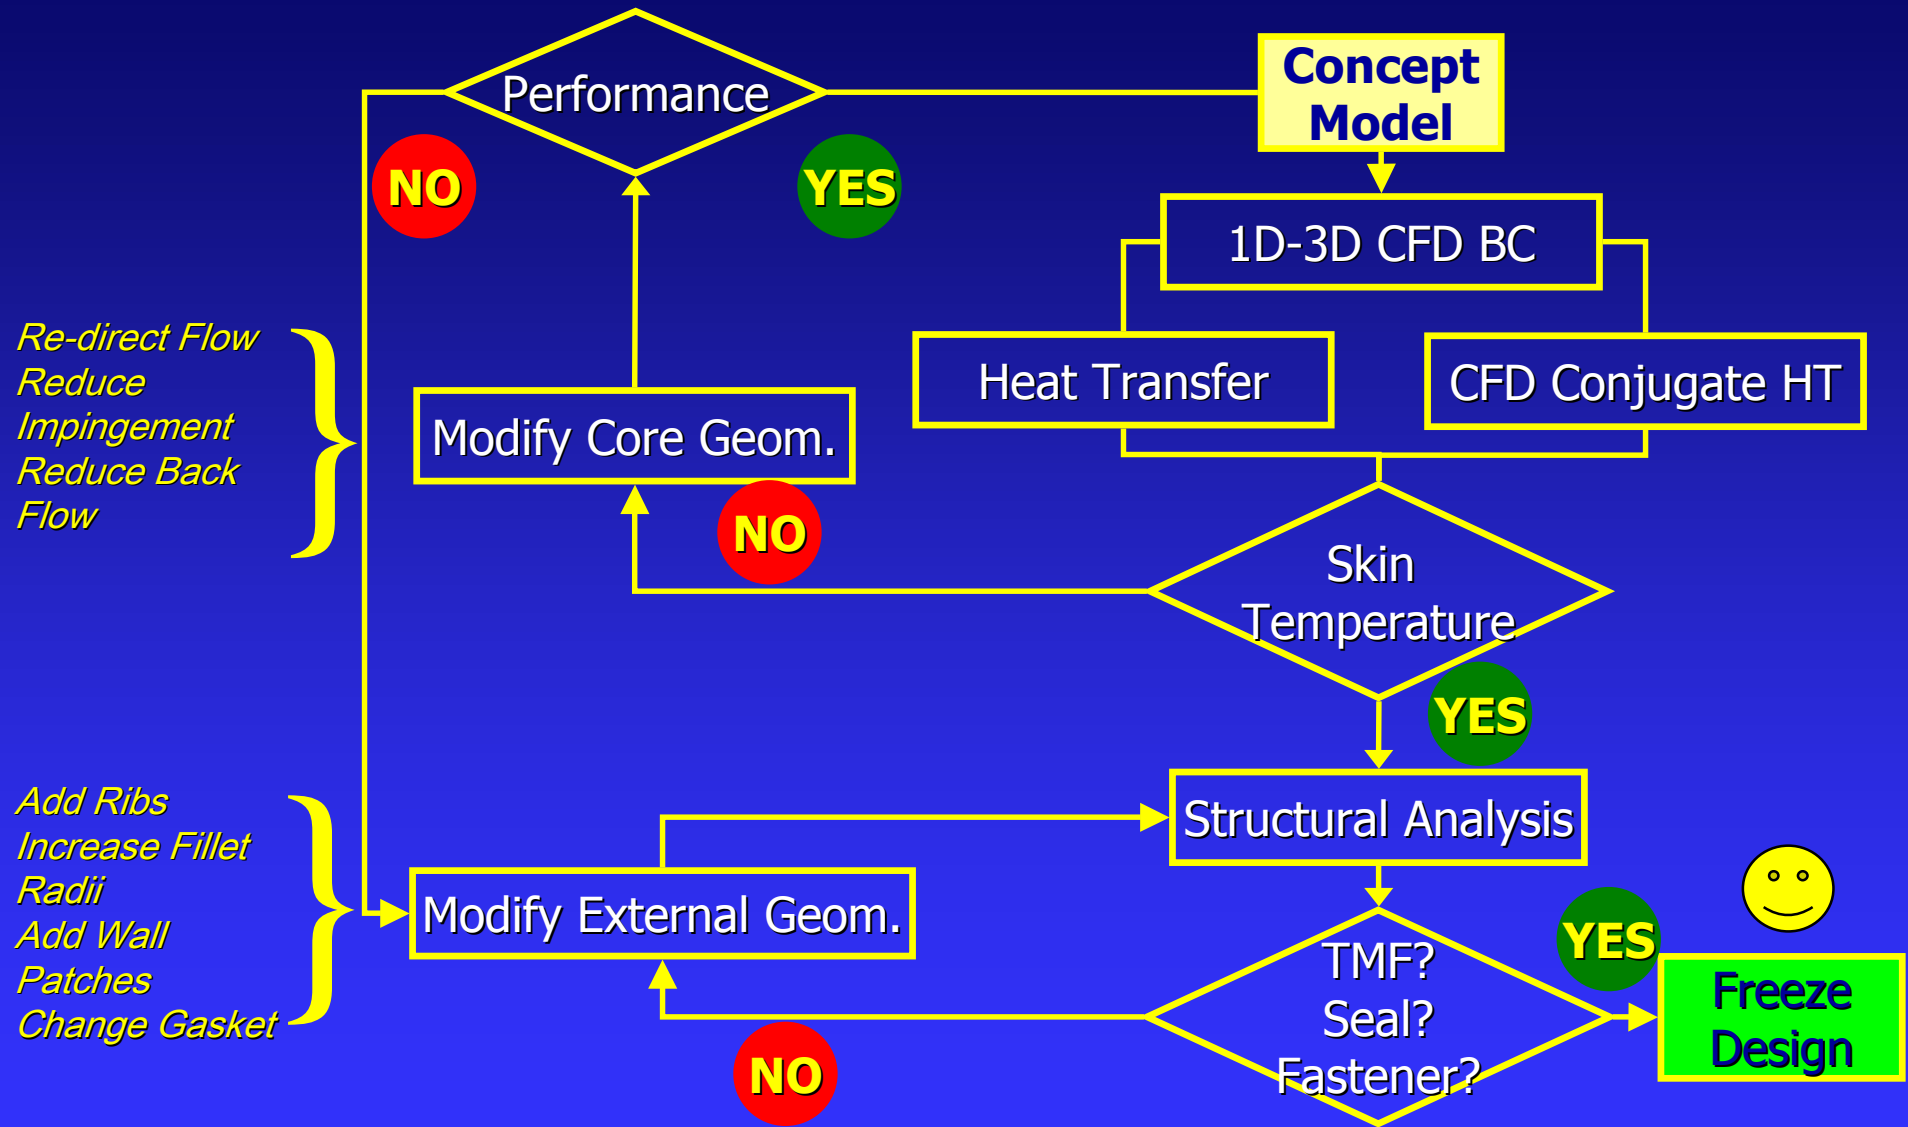 Performance
Concept
Model
NO
YES
1D-3D CFD BC
Re-direct Flow
Reduce
Impingement
Reduce Back
Flow
Heat Transfer
CFD Conjugate HT
Modify Core Geom.
NO
Skin
Temperature
YES
Add Ribs
Increase Fillet
Radii
Add Wall
Patches
Change Gasket
Structural Analysis
Modify External Geom.
TMF?
Seal?
Fastener?
YES
Freeze
Design
NO